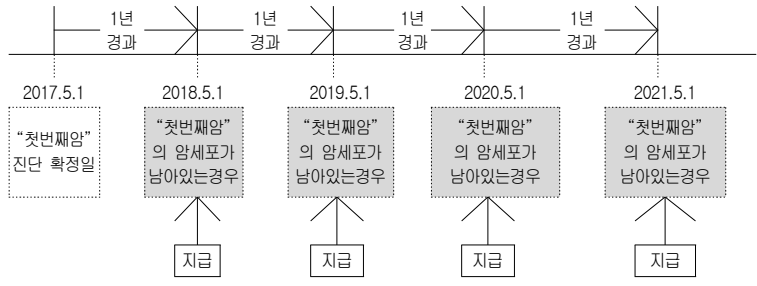 1년
경과
1년
경과
1년
경과
1년
경과
2017.5.1
2018.5.1
2019.5.1
2020.5.1
2021.5.1
“첫번째암”
진단 확정일
“첫번째암”
의 암세포가
남아있는경우
“첫번째암”
의 암세포가
남아있는경우
“첫번째암”
의 암세포가
남아있는경우
“첫번째암”
의 암세포가
남아있는경우
지급
지급
지급
지급